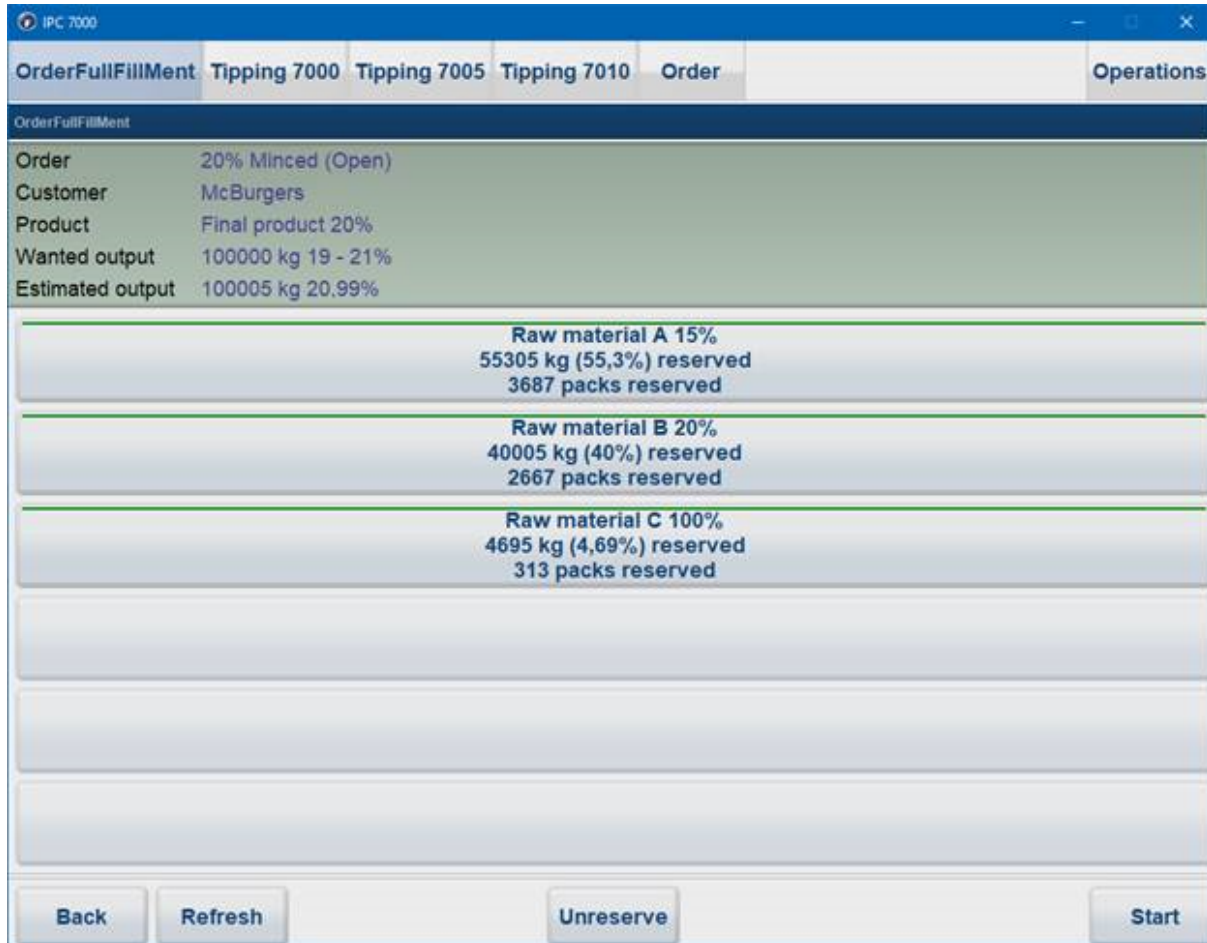 IPC 7000
OrderFullFillMent Tipping 7000 Tipping 7005 Tipping 7010 Order Operations
OrderFullFillMent
Order 20% Minced (Open)
Customer McBurgers
Product Final product 20%
Wanted output 100000 kg 19 - 21%
Estimated output 100005 kg 20,99%
Raw material A 15%
55305 kg (55,3%) reserved
3687 packs reserved
Raw material B 20%
40005 kg (40%) reserved
2667 packs reserved
Raw material C 100%
4695 kg (4,69%) reserved
313 packs reserved
Back Refresh Unreserve Start